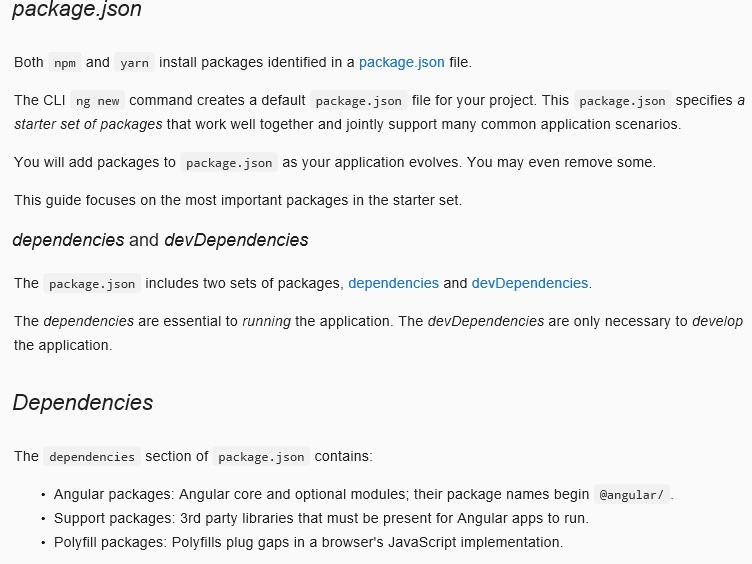 package.json
Both npm and yarn install packages identified in a package.json file.
The CLI ng new command creates a default package.json file for your project. This package.json specifies a
starter set of packages that work well together and jointly support many common application scenarios.
You will add packages to package.json as your application evolves. You may even remove some.
This guide focuses on the most important packages in the starter set.
dependencies and devDependencies
The package.json includes two sets of packages, dependencies and devDependencies.
The dependencies are essential to running the application. The devDependencies are only necessary to develop
the application.
Dependencies
The dependencies section of package.json contains:
• Angular packages: Angular core and optional modules; their package names begin @angular/ .
• Support packages: 3rd party libraries that must be present for Angular apps to run.
• Polyfill packages: Polyfills plug gaps in a browser's JavaScript implementation.